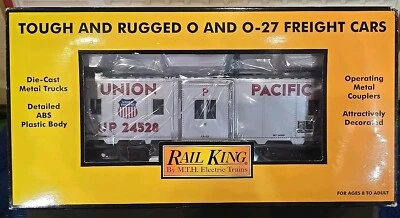 TOUGH AND RUGGED O AND O-27 FREIGHT CARS
Die-Cast
Metal Trucks
Detailed
ABS
Plastic Body
UNION P PACIFIC
UP 24528
Operating
Metal
Couplers
Attractively
Decorated
RAIL KING
By M.T.H. Electric Trains
FOR AGES 8 TO ADULT